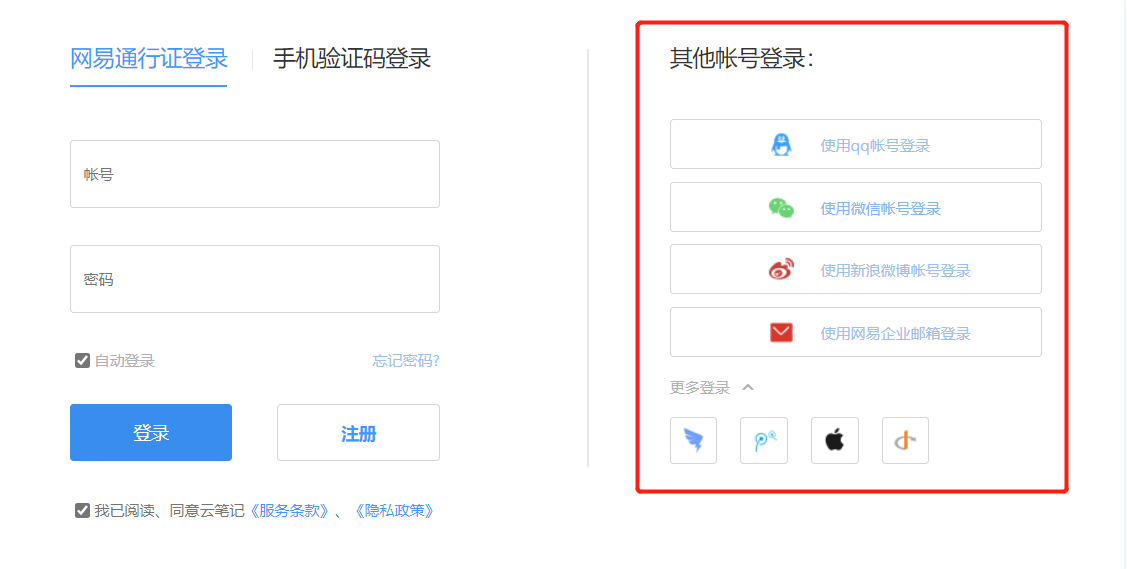 网易通行证登录
手机验证码登录
帐号
密码
自动登录
忘记密码?
登录
注册
我已阅读、同意云笔记《服务条款》、《隐私政策》
其他帐号登录:
使用qq帐号登录
使用微信帐号登录
使用新浪微博帐号登录
使用网易企业邮箱登录
更多登录